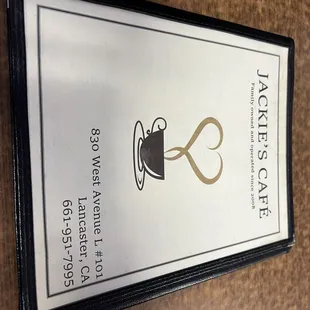 JACKIE'S CAFÉ
Family owned and operated since 2008
830 West Avenue L #101
Lancaster, CA
661-951-7995